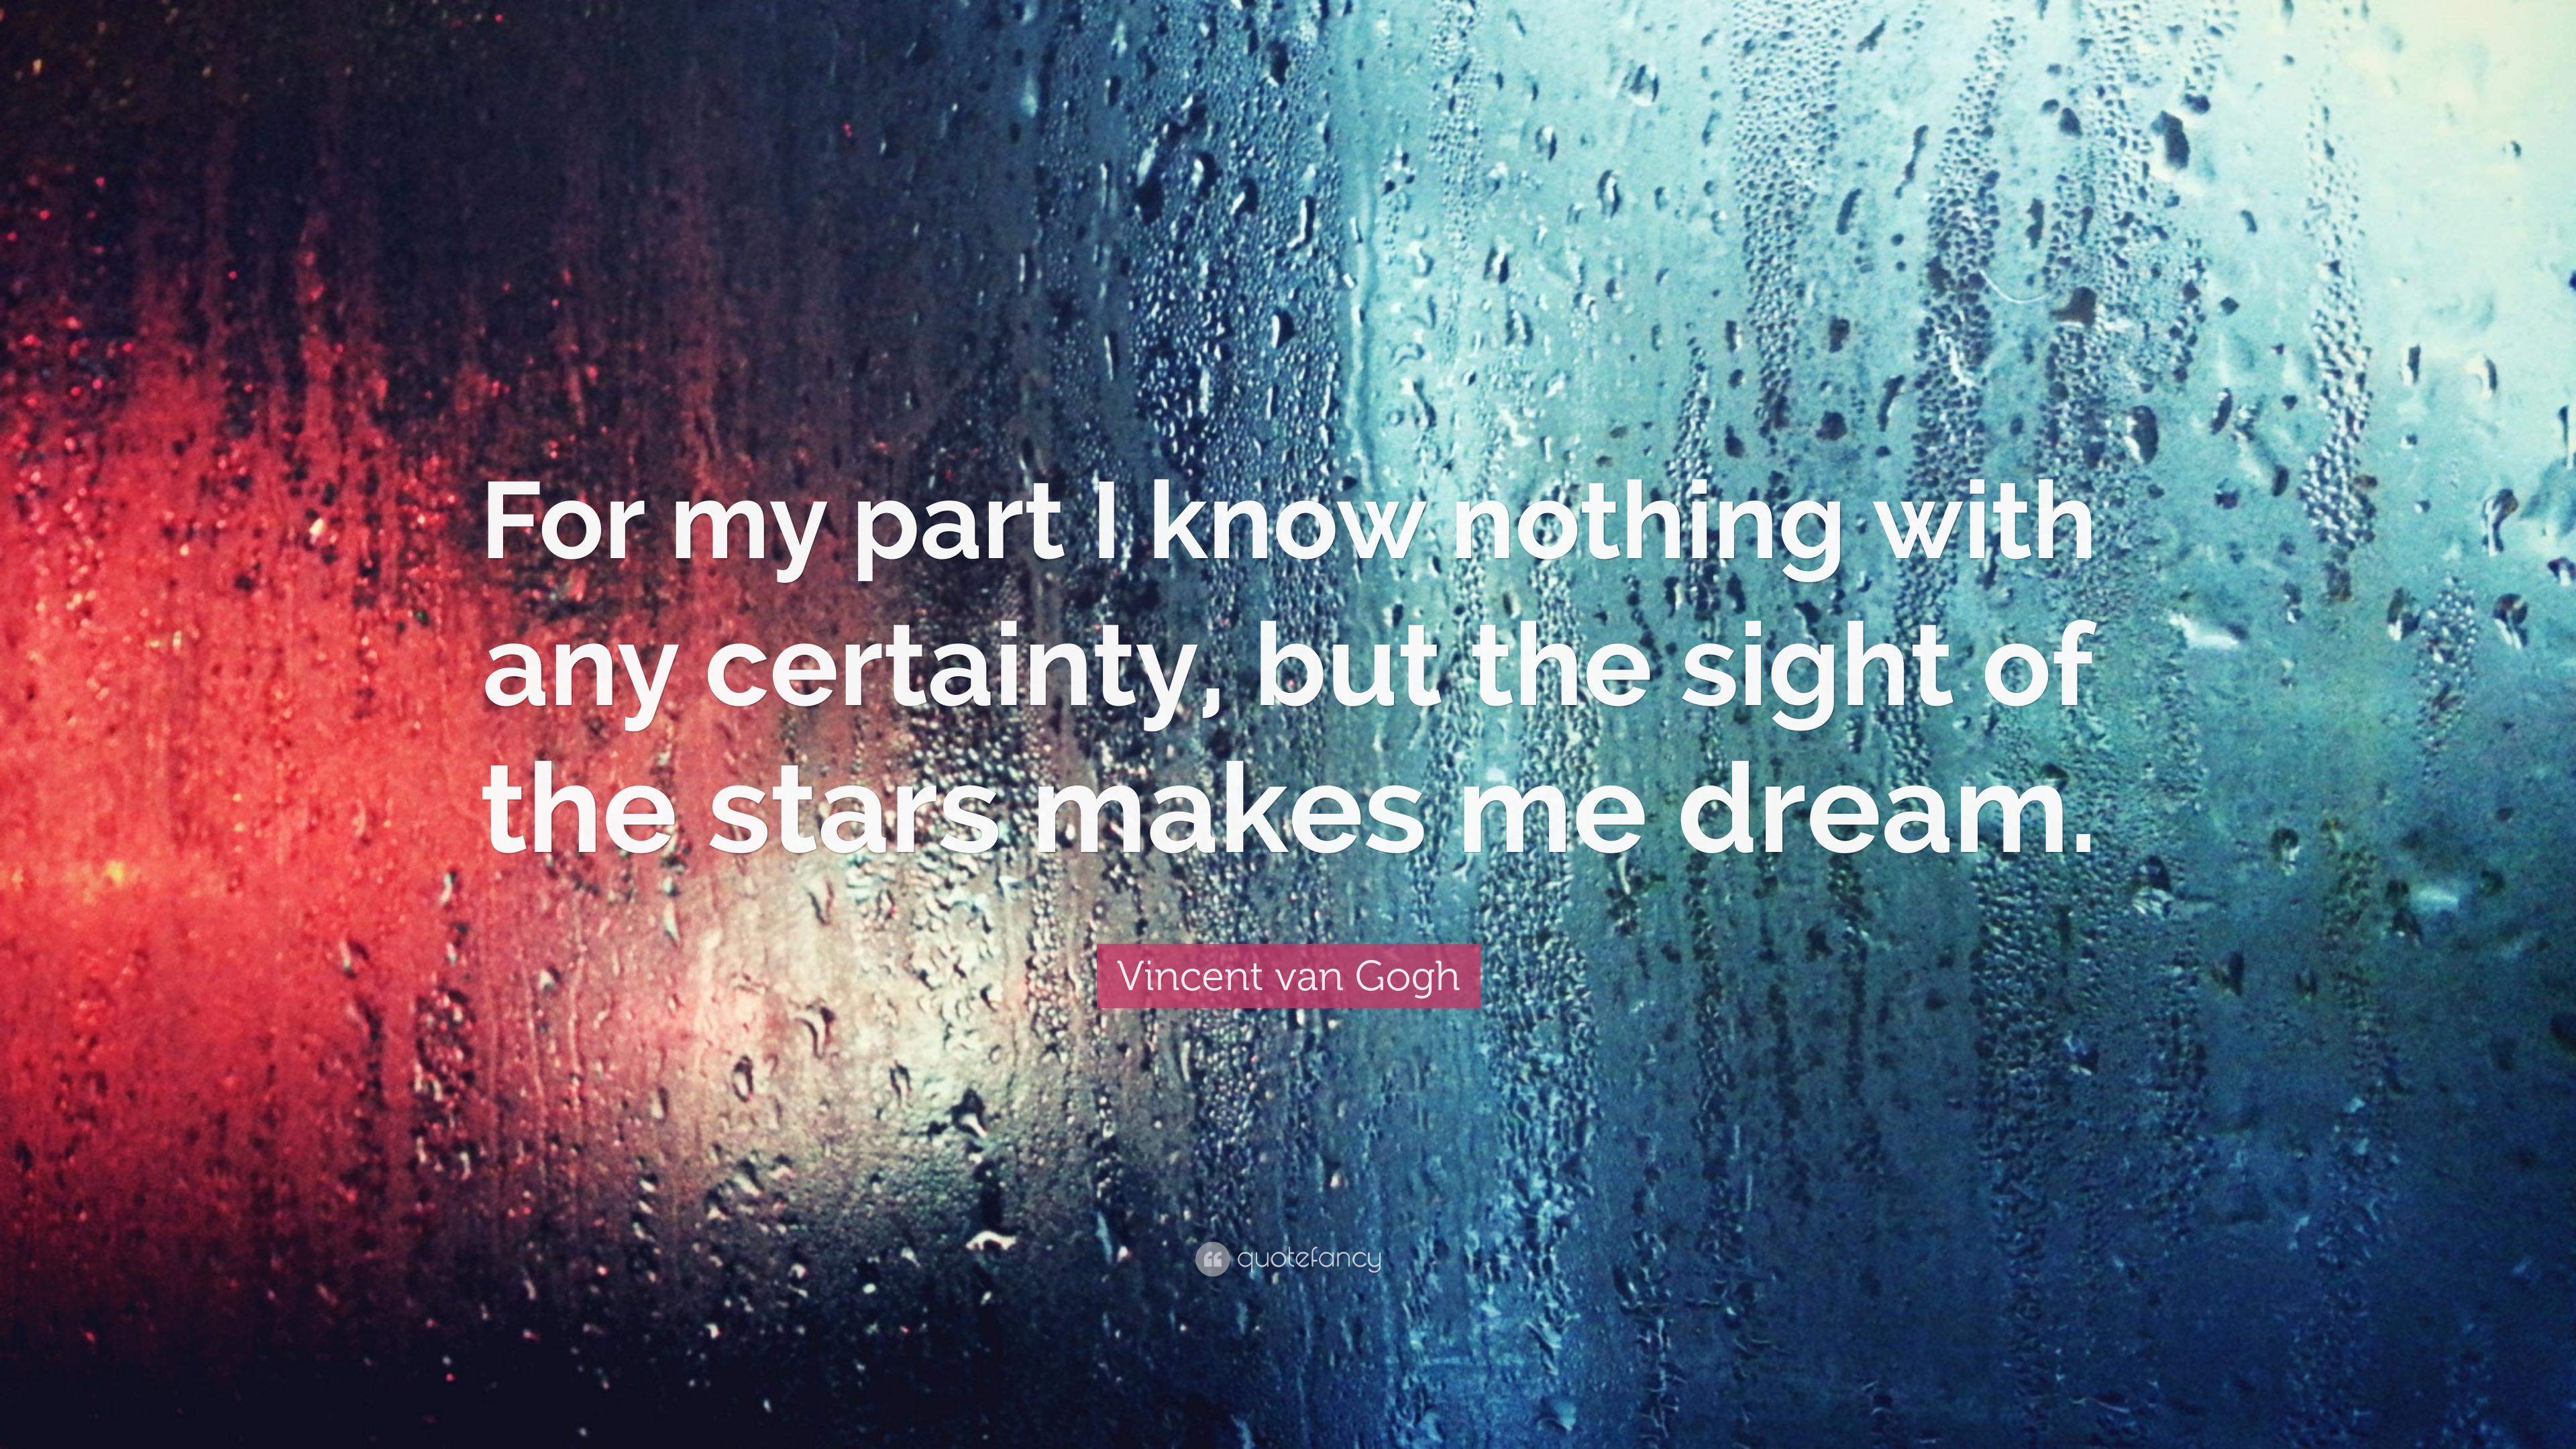 For my part I know nothing with
any certainty, but the sight of
the stars makes me dream.
Vincent van Gogh
quotefancy